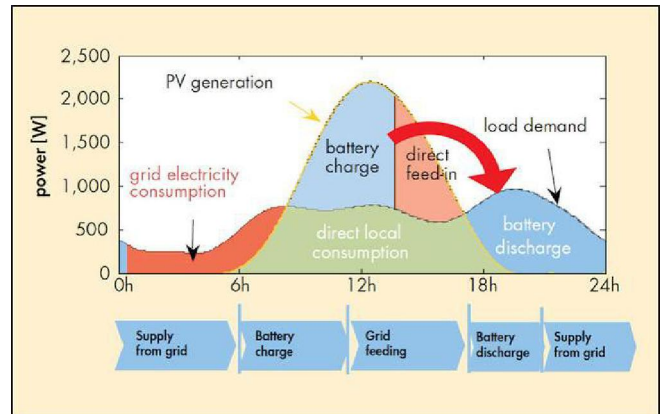 2,500
2,000
1,500
1,000
500
0
power [W]
PV generation
grid electricity
consumption
battery
charge
direct
feed-in
load demand
direct local
consumption
battery
discharge
0h
6h
12h
18h
24h
Supply
from grid
Battery
charge
Grid
feeding
Battery
discharge
Supply
from grid